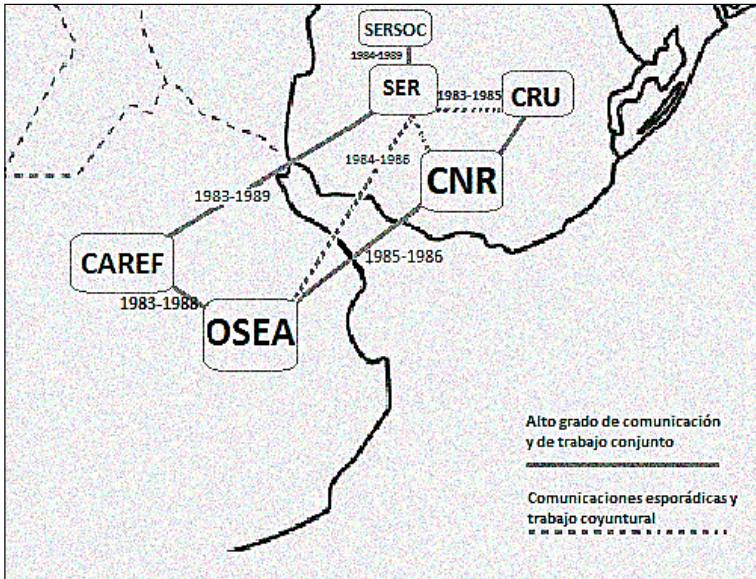 SERSOC
1984-1989
SER
1983-1985
CRU
1984-1986
CNR
1983-1989
CAREF
1985-1986
1983-1988
OSEA
Alto grado de comunicación
y de trabajo conjunto
Comunicaciones esporádicas y
trabajo coyuntural